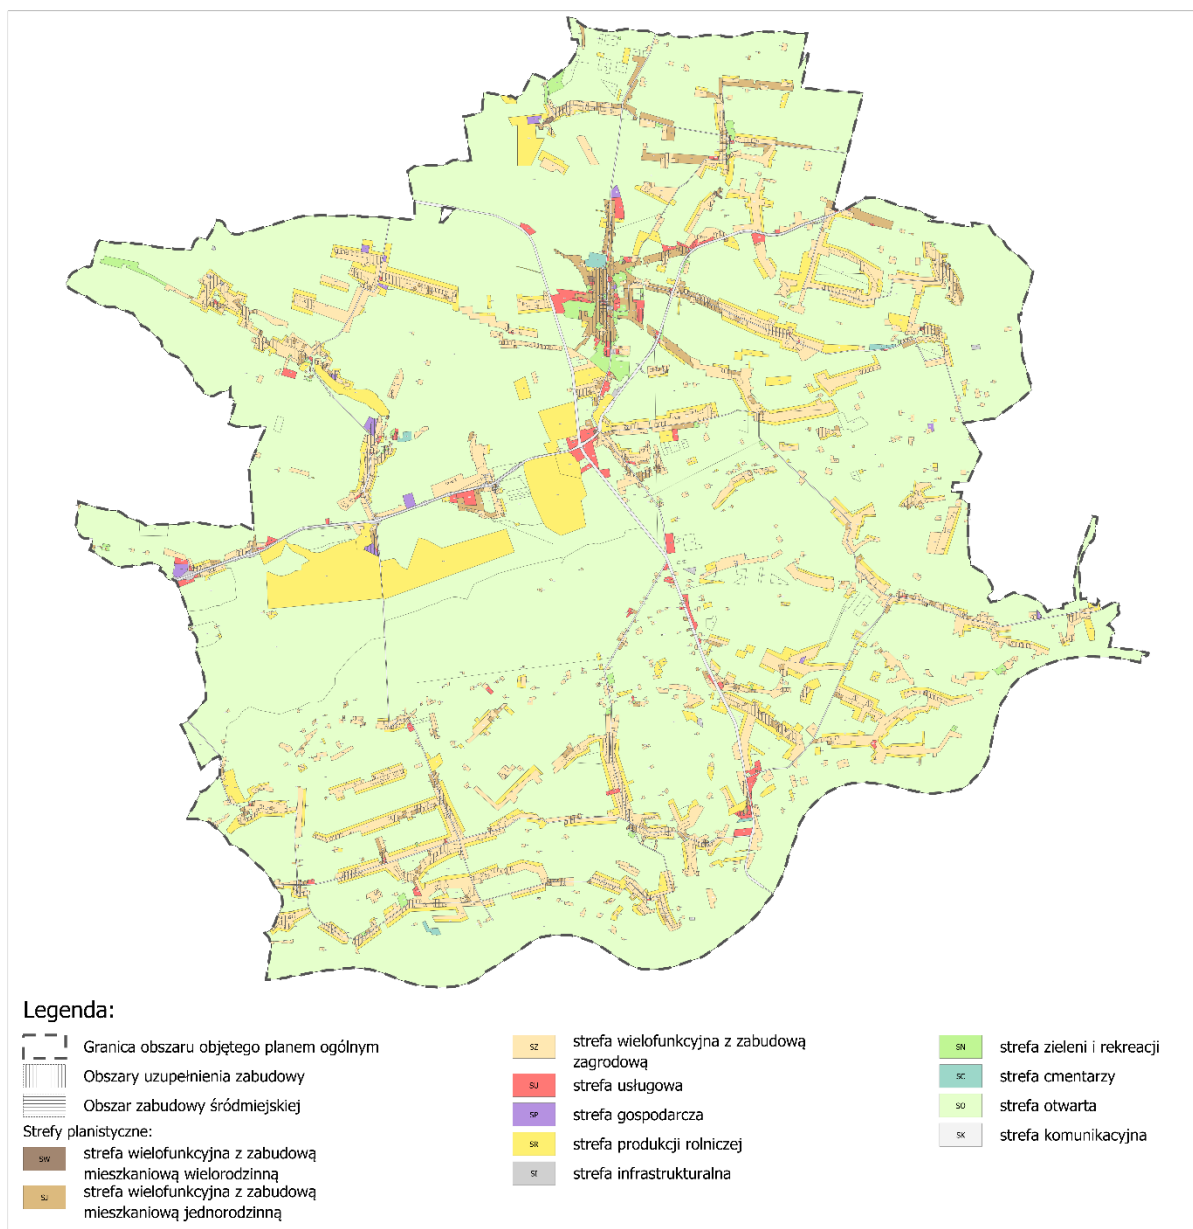 Legenda:
Granica obszaru objętego planem ogólnym
Obszary uzupełnienia zabudowy
Obszar zabudowy śródmiejskiej
Strefy planistyczne:
SW strefa wielofunkcyjna z zabudową
mieszkaniową wielorodzinną
SJ strefa wielofunkcyjna z zabudową
mieszkaniową jednorodzinną
SZ strefa wielofunkcyjna z zabudową
zagrodową
SU strefa usługowa
SP strefa gospodarcza
SR strefa produkcji rolniczej
SI strefa infrastrukturalna
SN strefa zieleni i rekreacji
SC strefa cmentarzy
SO strefa otwarta
SK strefa komunikacyjna